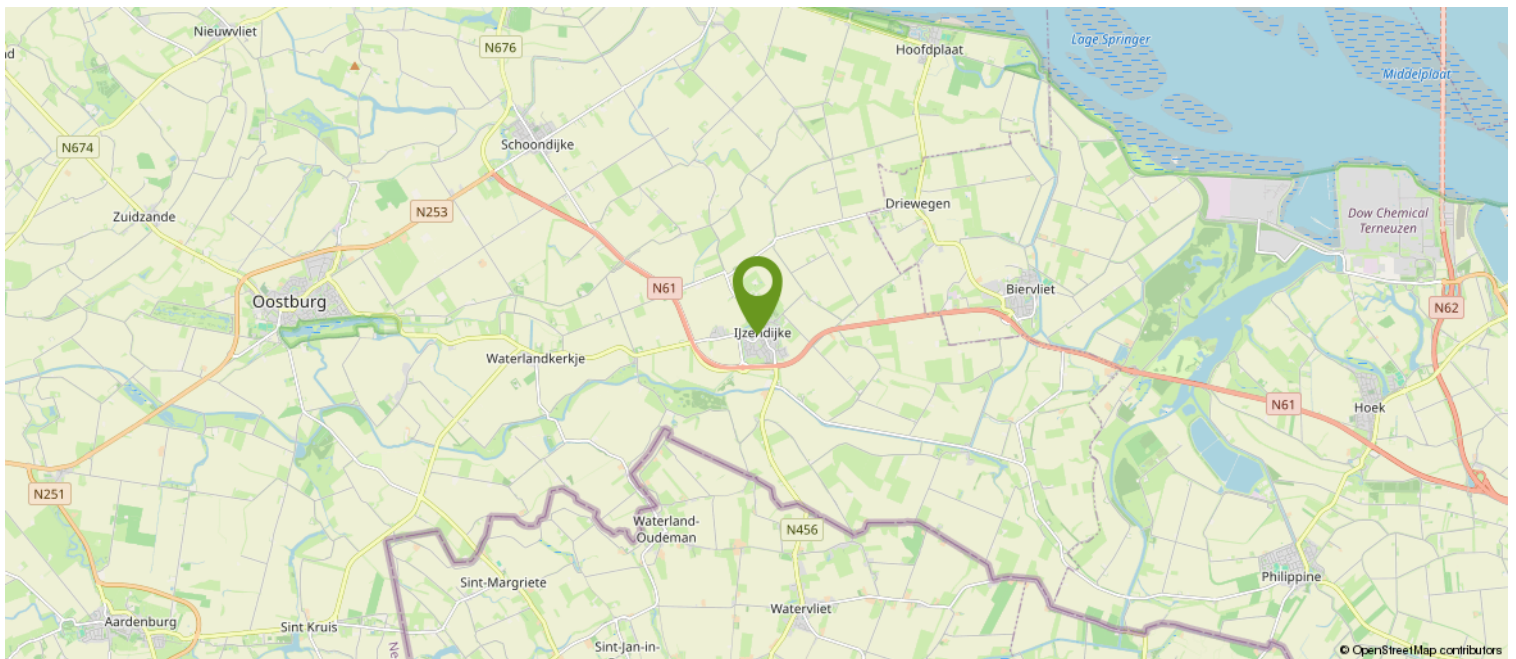 Nieuwvliet
N676
Hoofdplaat
Lage Springer
Middelplaat
nd
N674
Schoondijke
Zuidzande
N253
Driewegen
Dow Chemical
Terneuzen
N61
Biervliet
Oostburg
N62
IJzendijke
Waterlandkerkje
N61
Hoek
N251
Waterland-
Oudeman
N456
Sint-Margriete
Philippine
Watervliet
Aardenburg
Sint Kruis
Ne
Sint-Jan-in-
© OpenStreetMap contributors